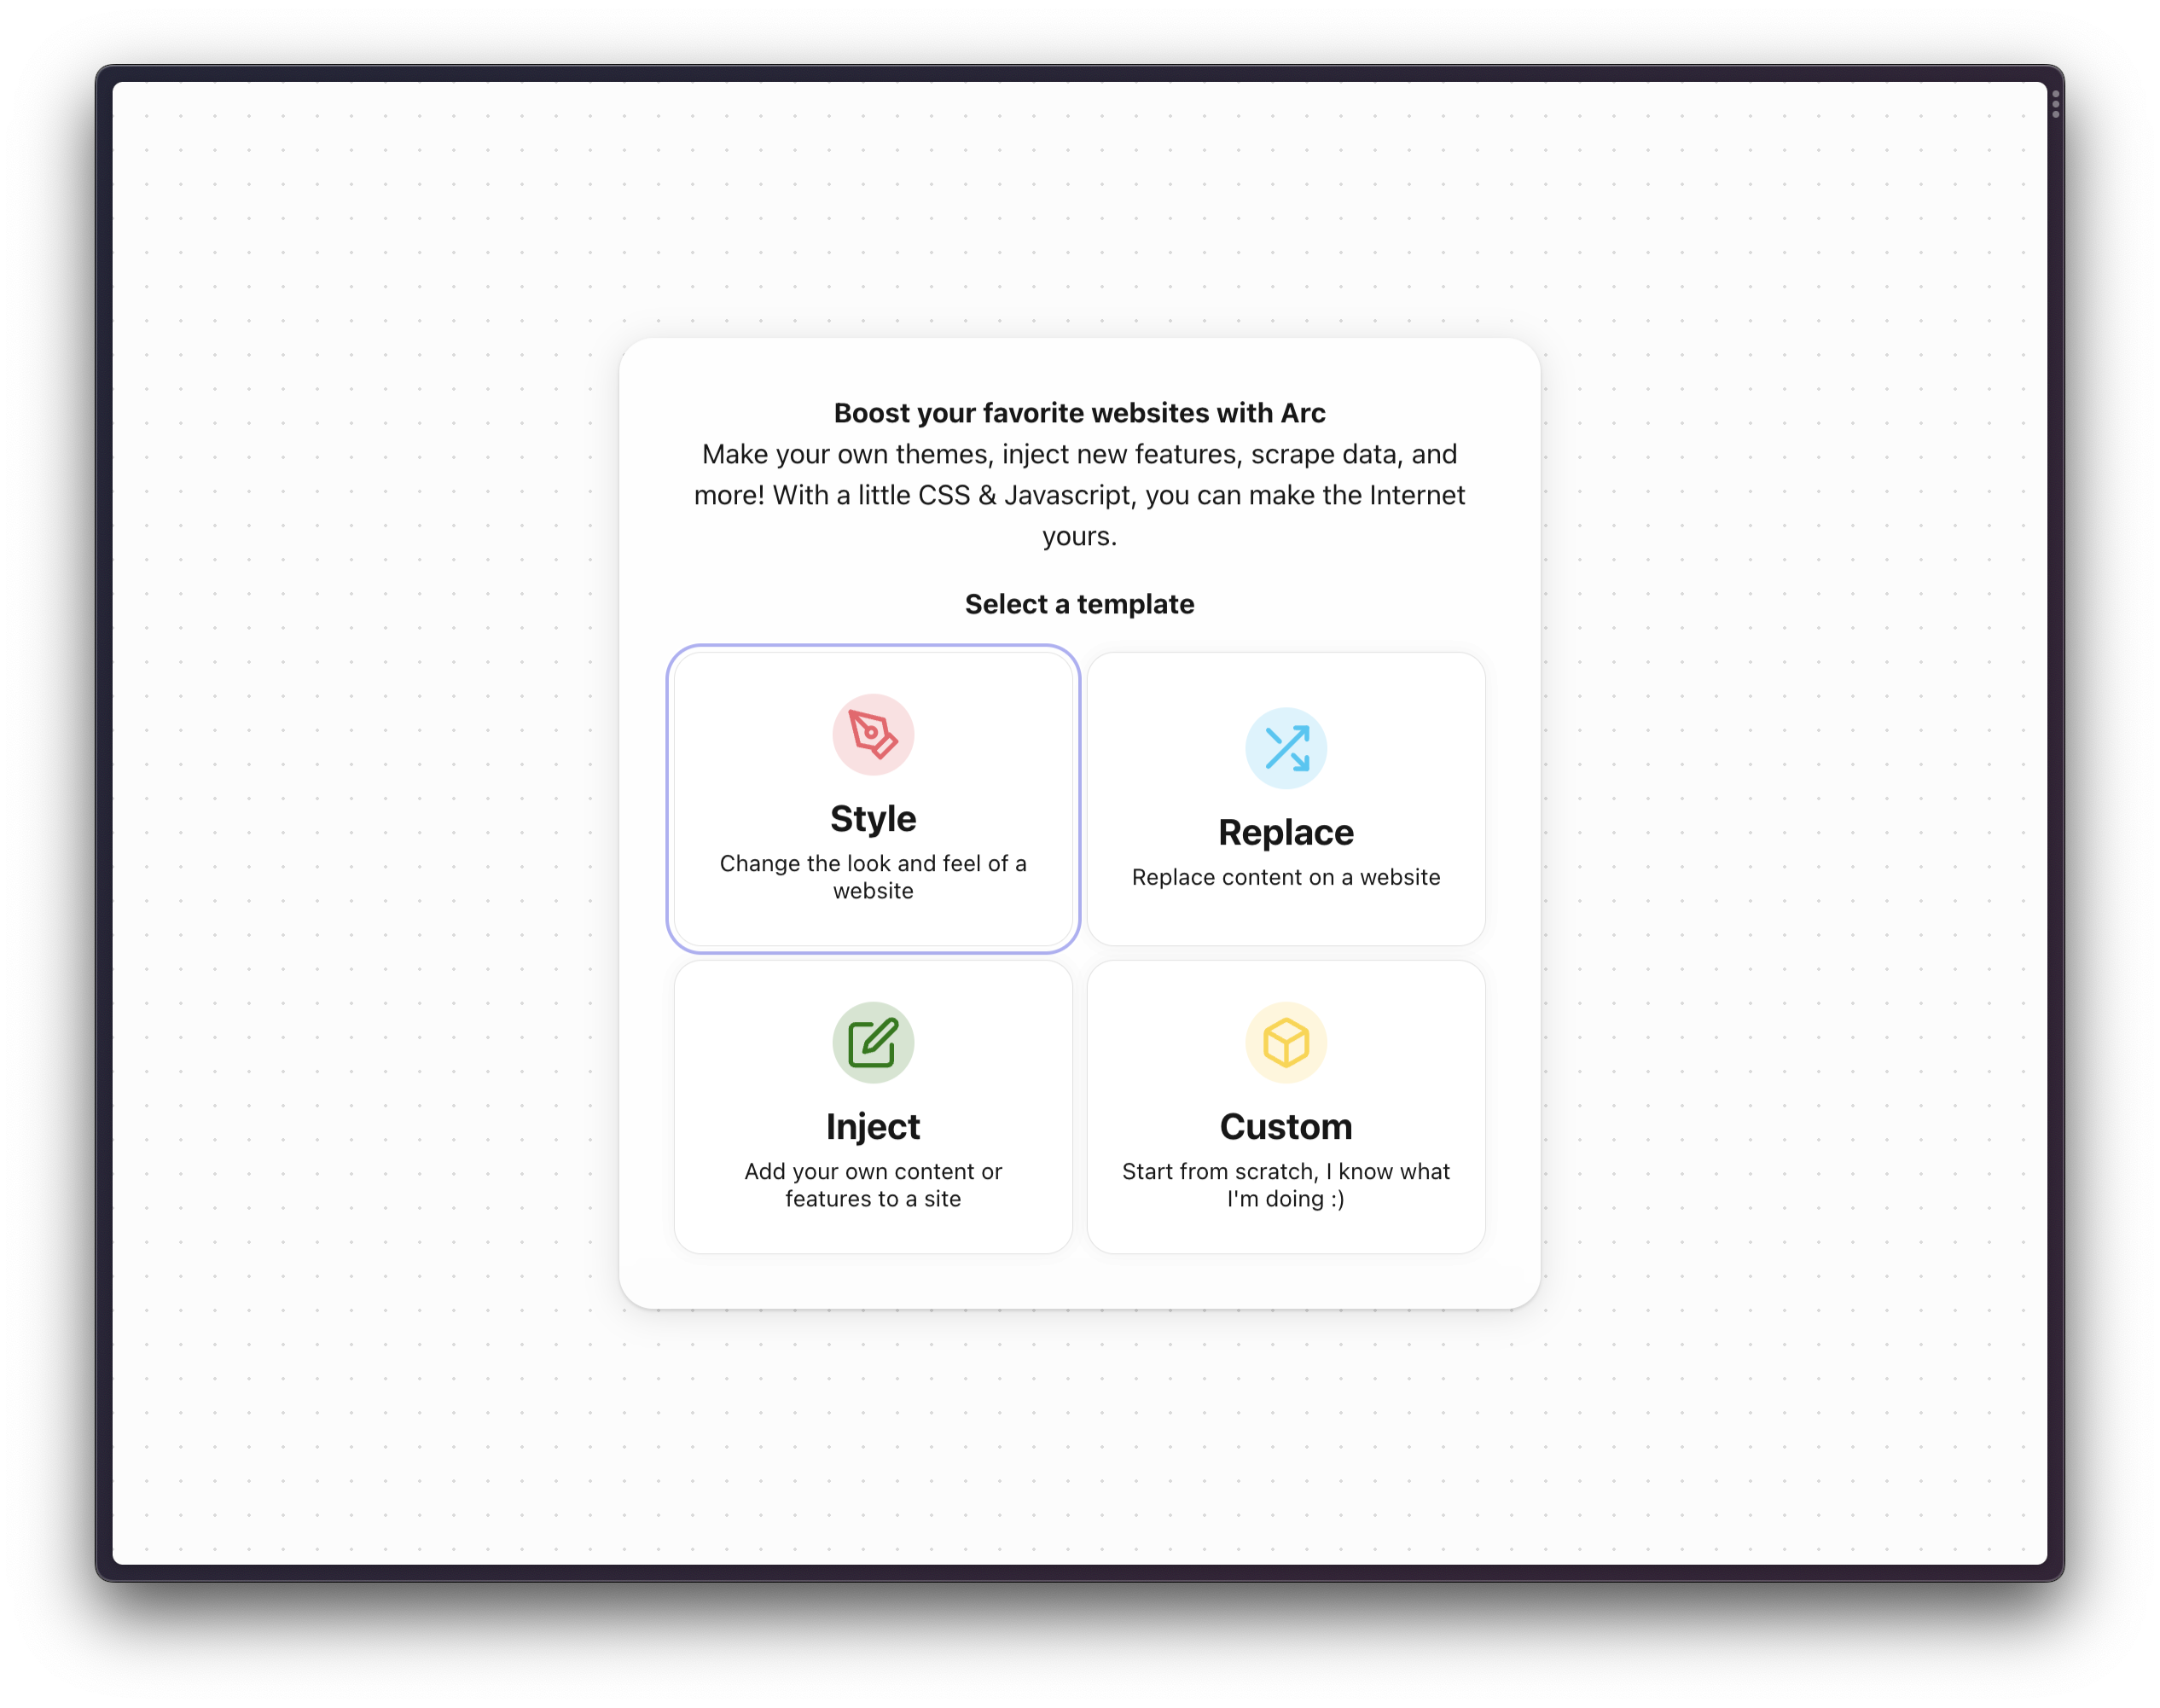 Boost your favorite websites with Arc
Make your own themes, inject new features, scrape data, and
more! With a little CSS & Javascript, you can make the Internet
yours.
Select a template
Style
Change the look and feel of a
website
Replace
Replace content on a website
Inject
Add your own content or
features to a site
Custom
Start from scratch, I know what
I'm doing :)